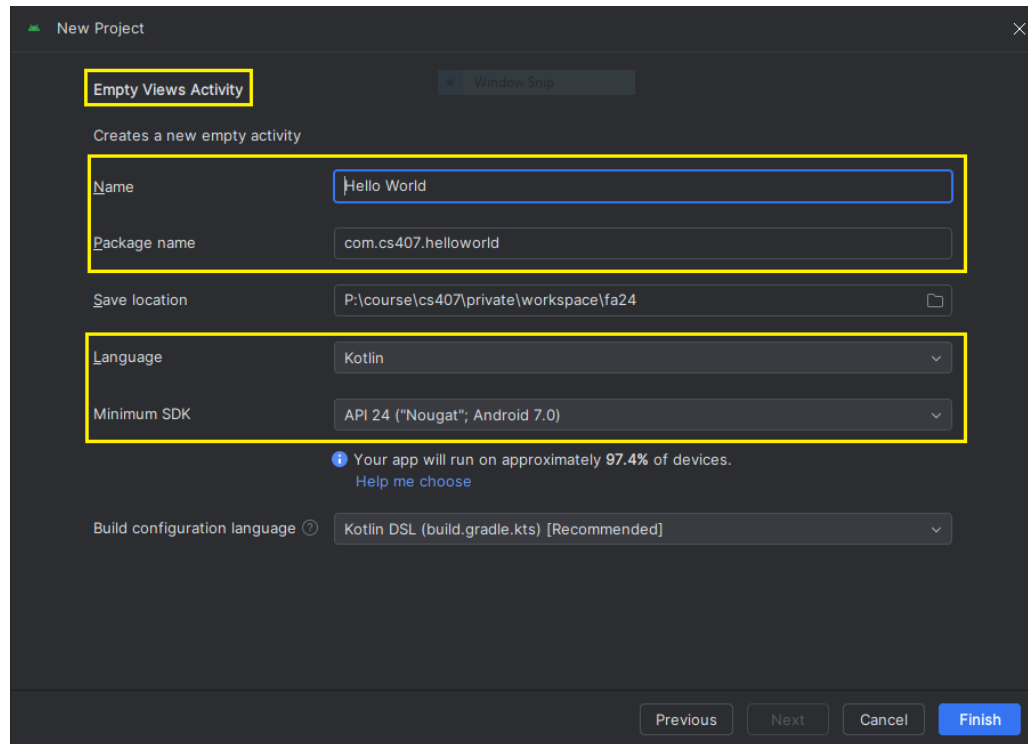 New Project
Window Snip
Empty Views Activity
Creates a new empty activity
Name Hello World
Package name com.cs407.helloworld
Save location P:\course\cs407\private\workspace\fa24
Language Kotlin
Minimum SDK API 24 ("Nougat"; Android 7.0)
Your app will run on approximately 97.4% of devices.
Help me choose
Build configuration language ? Kotlin DSL (build.gradle.kts) [Recommended]
Previous Next Cancel Finish